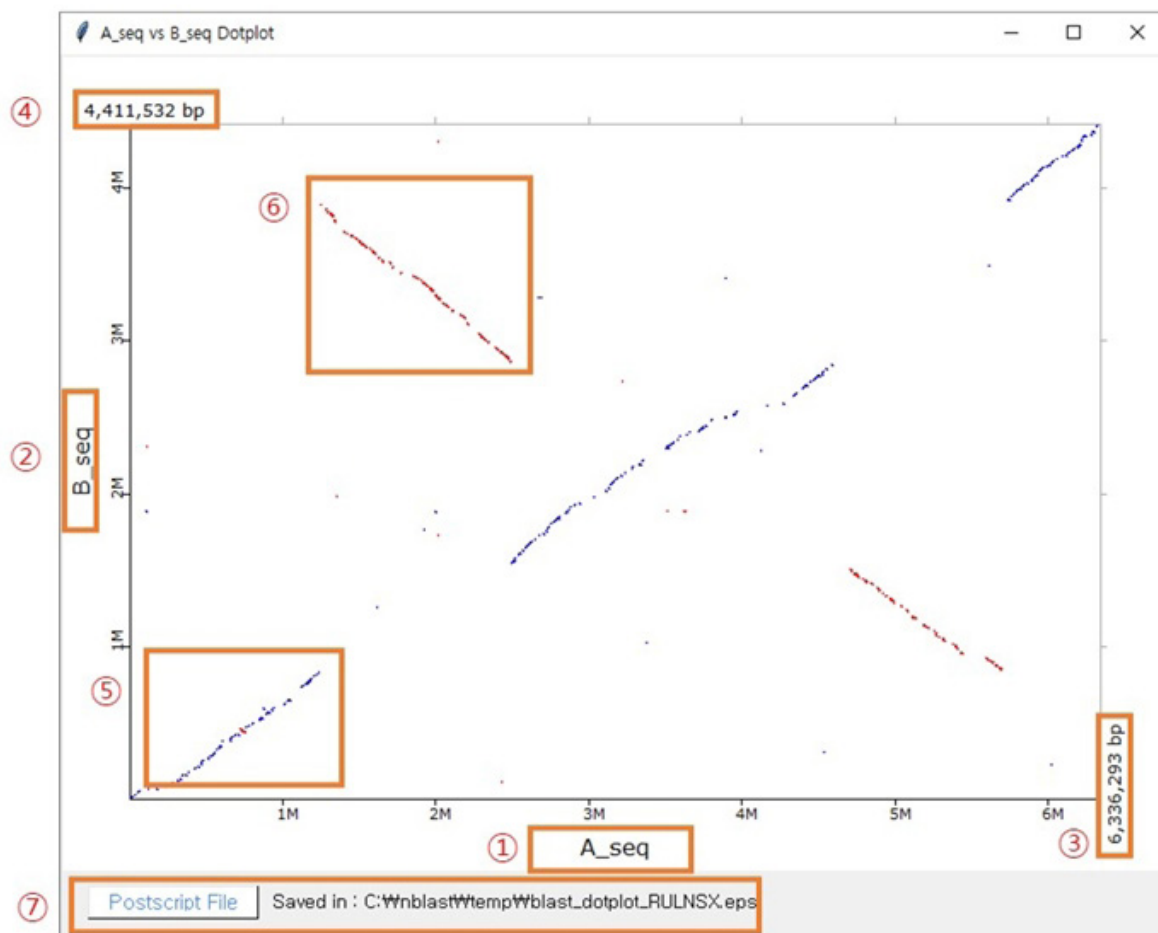 A_seq vs B_seq Dotplot
④
4,411,532 bp
4M
⑥
3M
②
B_seq
2M
⑤
1M
6,336,293 bp
1M
2M
3M
4M
5M
6M
①
A_seq
③
⑦
Postscript File
Saved in : C:₩nblast₩temp₩blast_dotplot_RULNSX.eps